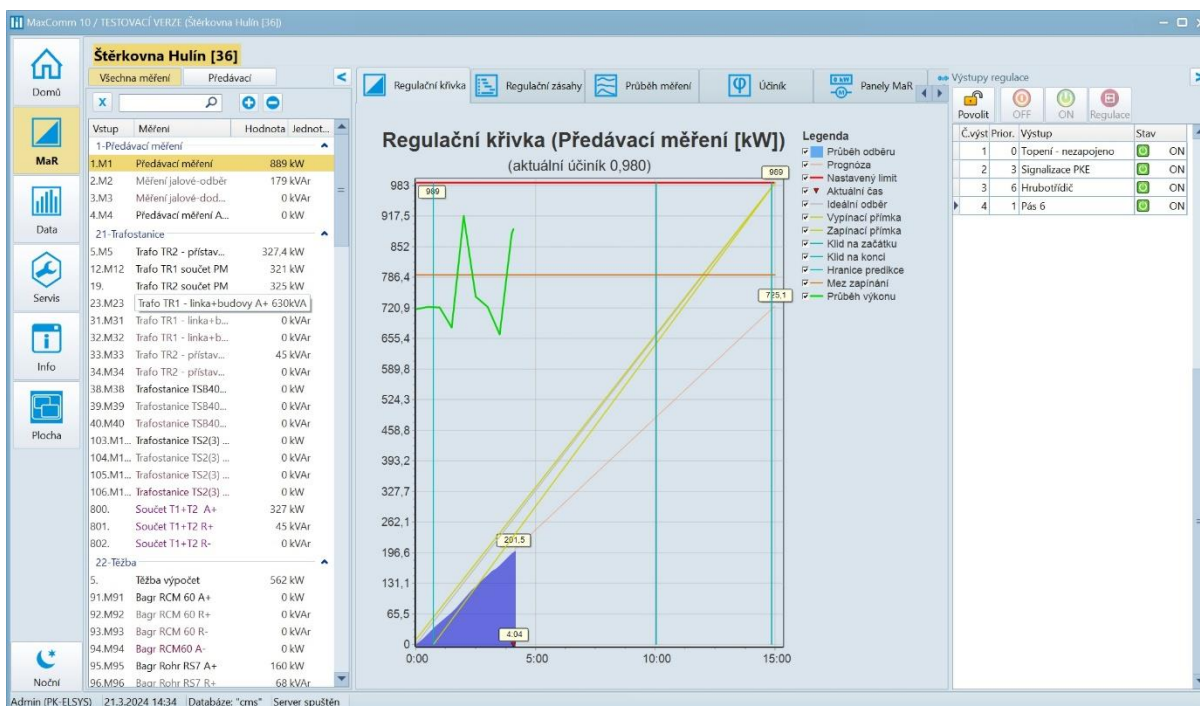 MaxComm 10 / TESTOVACÍ VERZE (Štěrkovna Hulín [36])
Domů
MaR
Data
Servis
Info
Plocha
Noční
Štěrkovna Hulín [36]
Všechna měření Předávací
X
Vstup Měření Hodnota Jednot...
1-Předávací měření
1.M1 Předávací měření 889 kW
2.M2 Měření jalové-odběr 179 kVAr
3.M3 Měření jalové-dod... 0 kVAr
4.M4 Předávací měření A... 0 kW
21-Trafostanice
5.M5 Trafo TR2 - přístav... 327,4 kW
12.M12 Trafo TR1 součet PM 321 kW
19. Trafo TR2 součet PM 325 kW
23.M23 Trafo TR1 - linka+budovy A+ 630kVA
31.M31 Trafo TR1 - linka+b... 0 kVAr
32.M32 Trafo TR1 - linka+b... 0 kVAr
33.M33 Trafo TR2 - přístav... 45 kVAr
34.M34 Trafo TR2 - přístav... 0 kVAr
38.M38 Trafostanice TSB40... 0 kW
39.M39 Trafostanice TSB40... 0 kVAr
40.M40 Trafostanice TSB40... 0 kVAr
103.M1... Trafostanice TS2(3) ... 0 kW
104.M1... Trafostanice TS2(3) ... 0 kVAr
105.M1... Trafostanice TS2(3) ... 0 kVAr
106.M1... Trafostanice TS2(3) ... 0 kW
800. Součet T1+T2 A+ 327 kW
801. Součet T1+T2 R+ 45 kVAr
802. Součet T1+T2 R- 0 kVAr
22-Těžba
5. Těžba výpočet 562 kW
91.M91 Bagr RCM 60 A+ 0 kW
92.M92 Bagr RCM 60 R+ 0 kVAr
93.M93 Bagr RCM 60 R- 0 kVAr
94.M94 Bagr RCM60 A- 0 kW
95.M95 Bagr Rohr RS7 A+ 160 kW
96.M96 Bagr Rohr RS7 R+ 68 kVAr
Regulační křivka Regulační zásahy Průběh měření Účiník Panely MaR
Regulační křivka (Předávací měření [kW])
(aktuální účiník 0,980)
983
917,5
852
786,4
720,9
655,4
589,8
524,3
458,8
393,2
327,7
262,1
196,6
131,1
65,5
0
989
989
725,1
201,5
4:04
0:00 5:00 10:00 15:00
Legenda
Průběh odběru
Prognóza
Nastavený limit
Aktuální čas
Ideální odběr
Vypínací přímka
Zapínací přímka
Klid na začátku
Klid na konci
Hranice predikce
Mez zapínání
Průběh výkonu
Výstupy regulace
Povolit OFF ON Regulace
Č.výst Prior. Výstup Stav
1 0 Topení - nezapojeno ON
2 3 Signalizace PKE ON
3 6 Hrubotřídič ON
4 1 Pás 6 ON
Admin (PK-ELSYS) 21.3.2024 14:34 Databáze: "cms" Server spuštěn